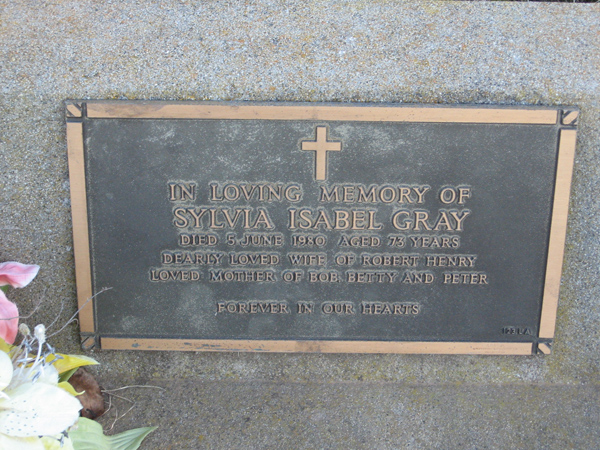 IN LOVING MEMORY OF
SYLVIA ISABEL GRAY
DIED 5 JUNE 1980 AGED 73 YEARS
DEARLY LOVED WIFE OF ROBERT HENRY
LOVED MOTHER OF BOB, BETTY AND PETER
FOREVER IN OUR HEARTS